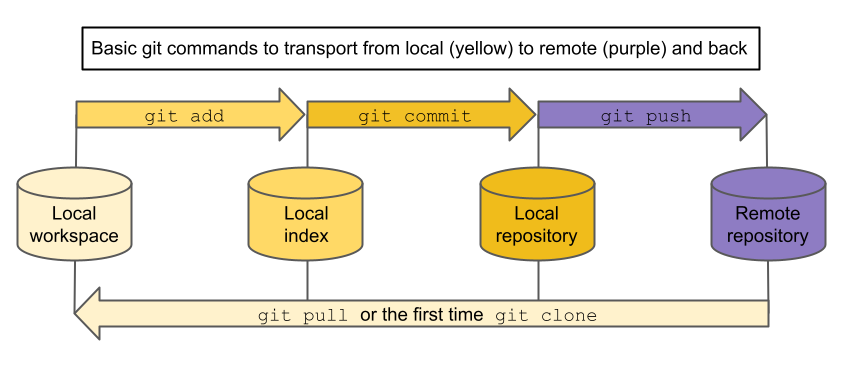 Basic git commands to transport from local (yellow) to remote (purple) and back
git add
git commit
git push
Local
workspace
Local
index
Local
repository
Remote
repository
git pull or the first time git clone